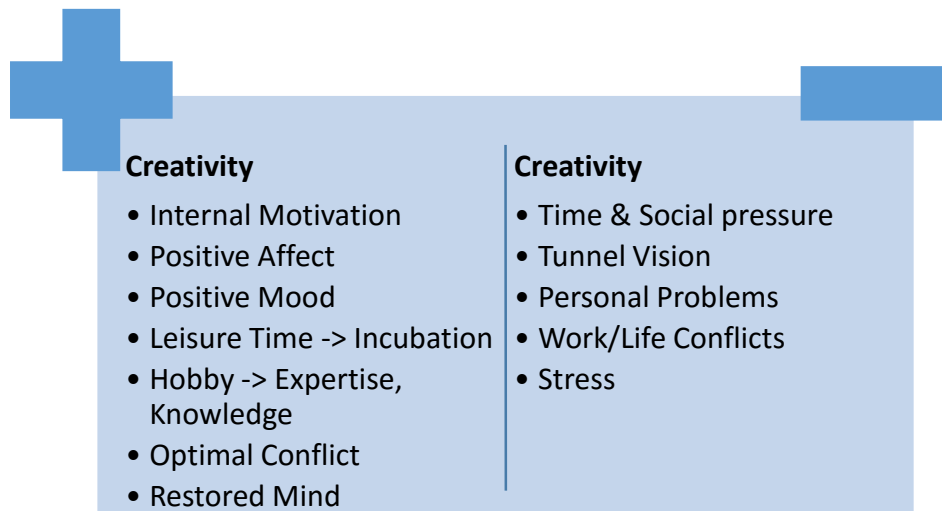 Creativity
• Internal Motivation
• Positive Affect
• Positive Mood
• Leisure Time -> Incubation
• Hobby -> Expertise,
Knowledge
• Optimal Conflict
• Restored Mind
Creativity
• Time & Social pressure
• Tunnel Vision
• Personal Problems
• Work/Life Conflicts
• Stress